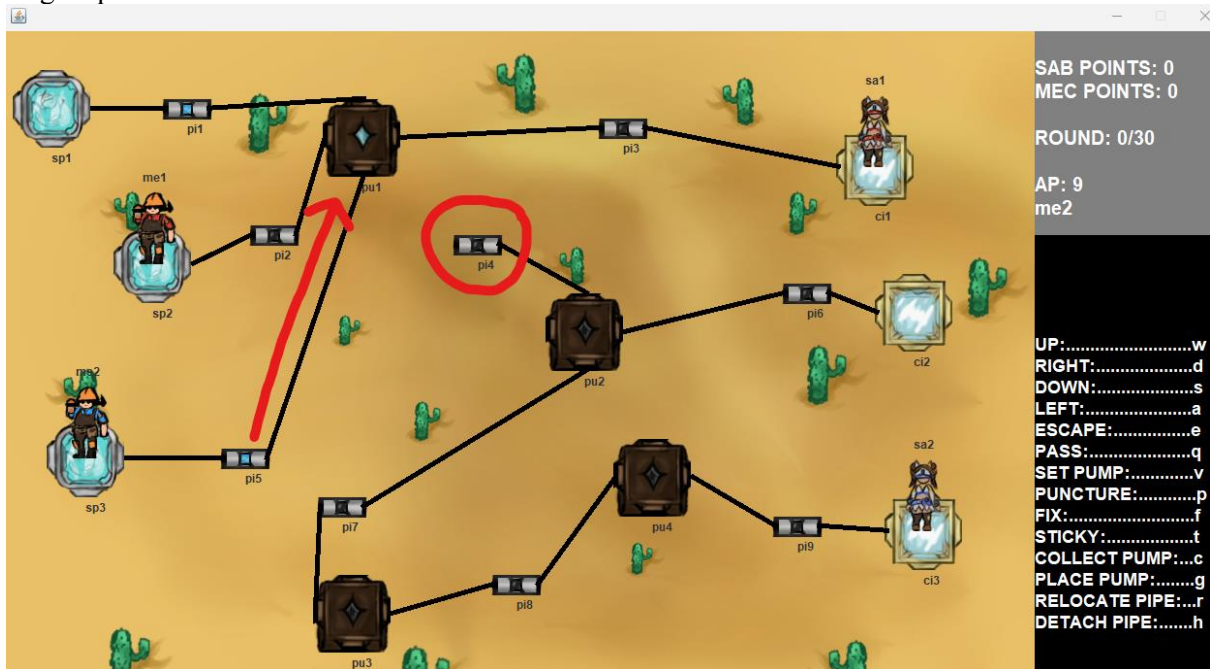 SAB POINTS: 0
MEC POINTS: 0
ROUND: 0/30
AP: 9
me2
sp1
pi1
pu1
pi3
sa1
ci1
me1
sp2
pi2
pi4
pu2
pi6
ci2
me2
sp3
pi5
pi7
pu3
pi8
pu4
pi9
sa2
ci3
UP:..........................w
RIGHT:....................d
DOWN:.....................s
LEFT:.......................a
ESCAPE:..................e
PASS:.......................q
SET PUMP:.............v
PUNCTURE:............p
FIX:..........................f
STICKY:...................t
COLLECT PUMP:...c
PLACE PUMP:........g
RELOCATE PIPE:...r
DETACH PIPE:.......h